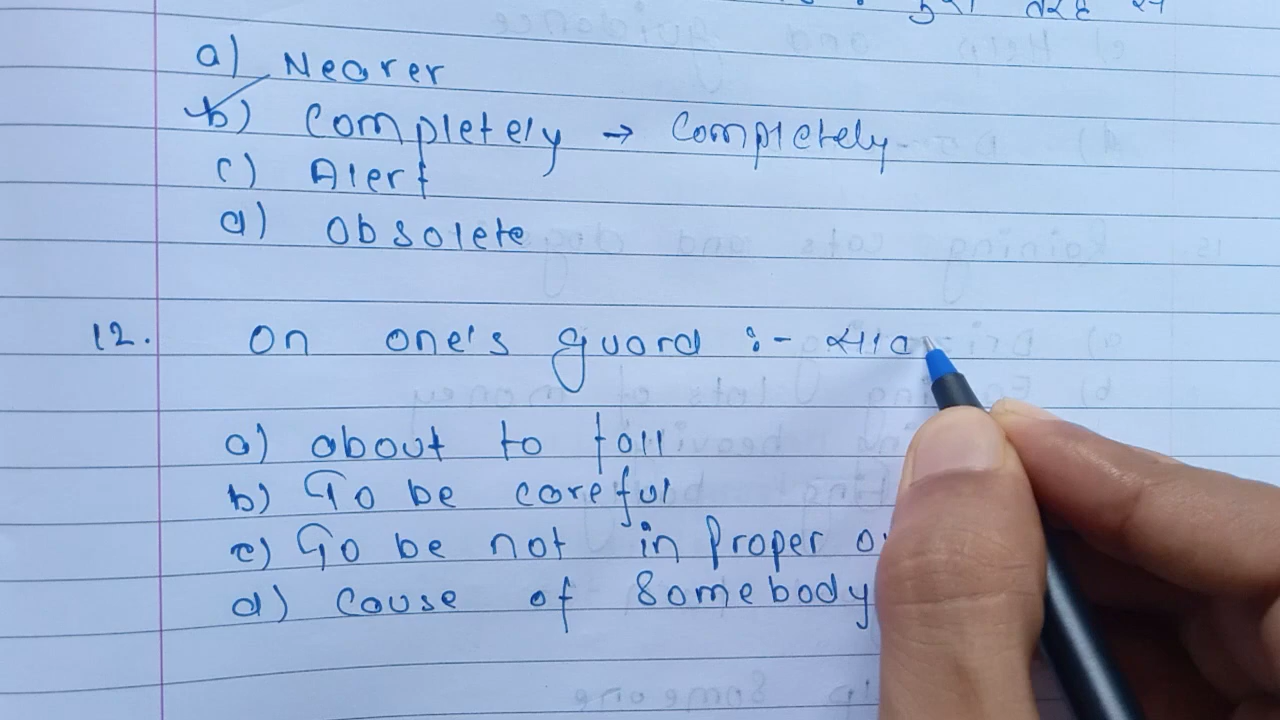 तरह से
a) Nearer
b) Completely → Completely
c) Alert
d) Obsolete
12. On one's guard :- साव
a) about to fall
b) To be careful
c) To be not in Proper
d) Cause of Somebody